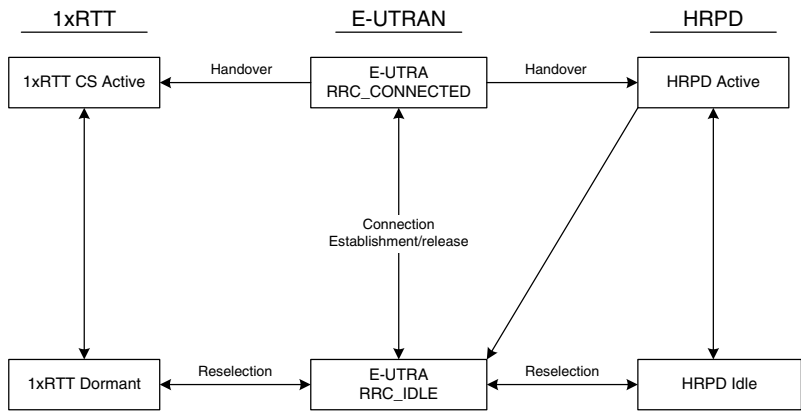 1xRTT
E-UTRAN
HRPD
1xRTT CS Active
Handover
E-UTRA
RRC_CONNECTED
Handover
HRPD Active
Connection
Establishment/release
1xRTT Dormant
Reselection
E-UTRA
RRC_IDLE
Reselection
HRPD Idle